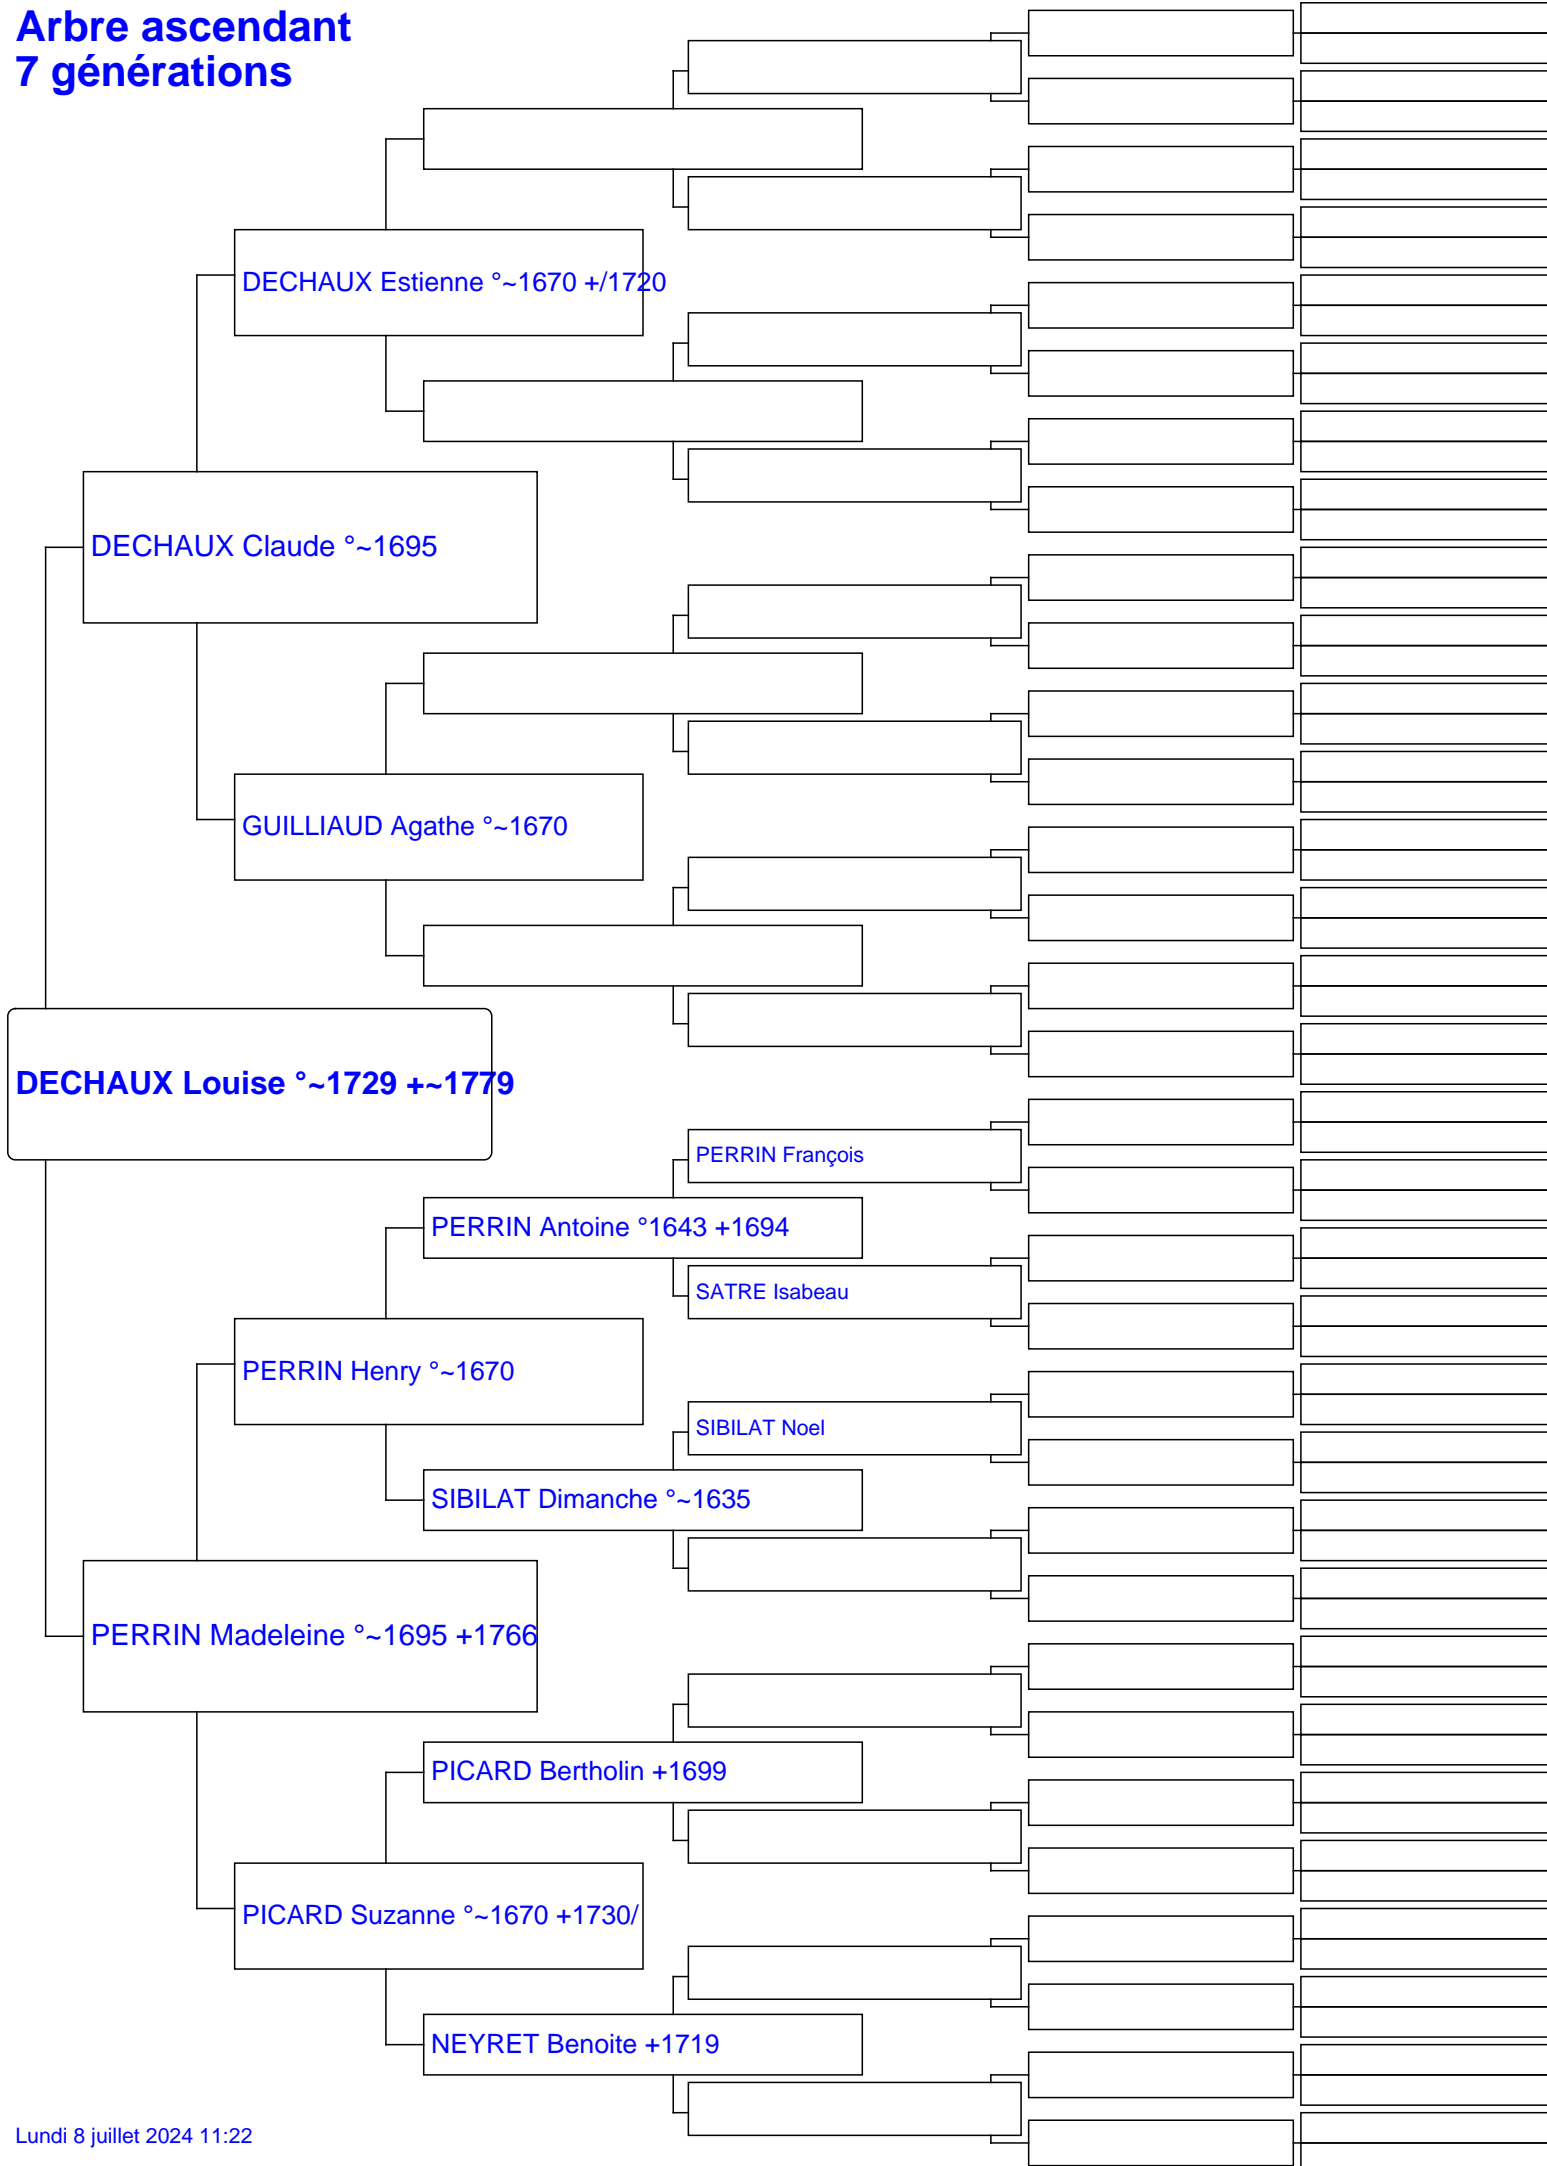 Arbre ascendant
7 générations
DECHAUX Estienne °~1670 +/1720
DECHAUX Claude °~1695
GUILLIAUD Agathe °~1670
DECHAUX Louise °~1729 +~1779
PERRIN François
PERRIN Antoine °1643 +1694
SATRE Isabeau
PERRIN Henry °~1670
SIBILAT Noel
SIBILAT Dimanche °~1635
PERRIN Madeleine °~1695 +1766
PICARD Bertholin +1699
PICARD Suzanne °~1670 +1730/
NEYRET Benoite +1719
Lundi 8 juillet 2024 11:22